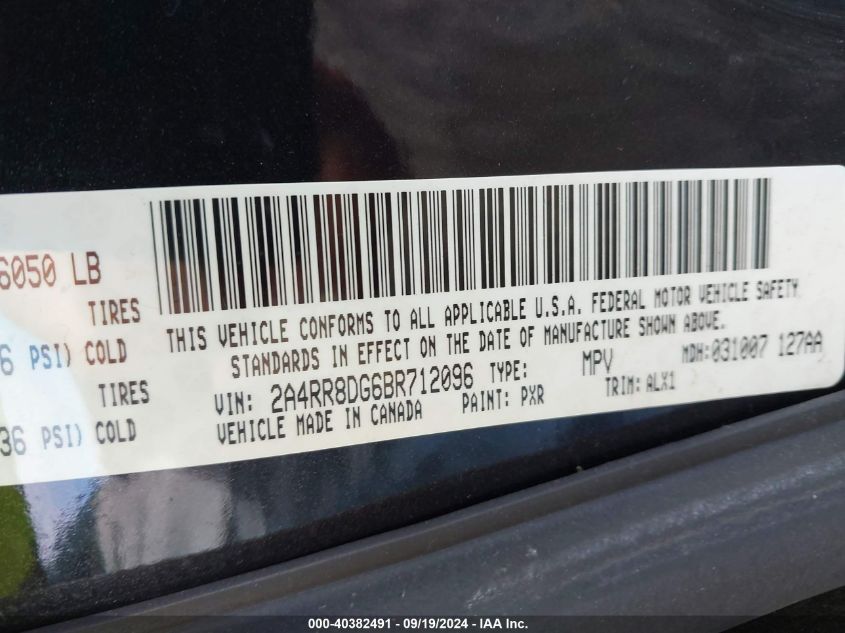 6050 LB
TIRES
6 PSI) COLD
TIRES
36 PSI) COLD
THIS VEHICLE CONFORMS TO ALL APPLICABLE U.S.A. FEDERAL MOTOR VEHICLE SAFETY
STANDARDS IN EFFECT ON THE DATE OF MANUFACTURE SHOWN ABOVE.
VIN: 2A4RR8DG6BR712096 TYPE: MPV MDH: 031007 127AA
VEHICLE MADE IN CANADA PAINT: PXR TRIM: ALX1
000-40382491 - 09/19/2024 - IAA Inc.